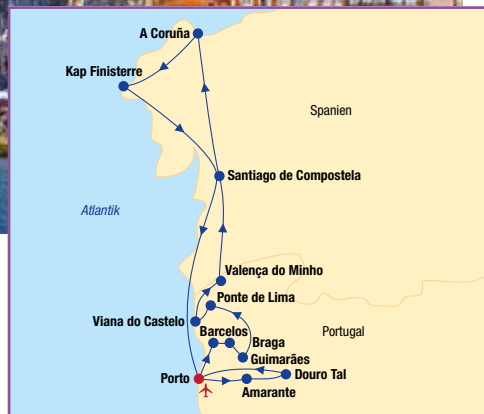 A Coruña
Kap Finisterre
Spanien
Santiago de Compostela
Atlantik
Valença do Minho
Ponte de Lima
Viana do Castelo
Barcelos
Portugal
Braga
Guimarães
Porto
Douro Tal
Amarante